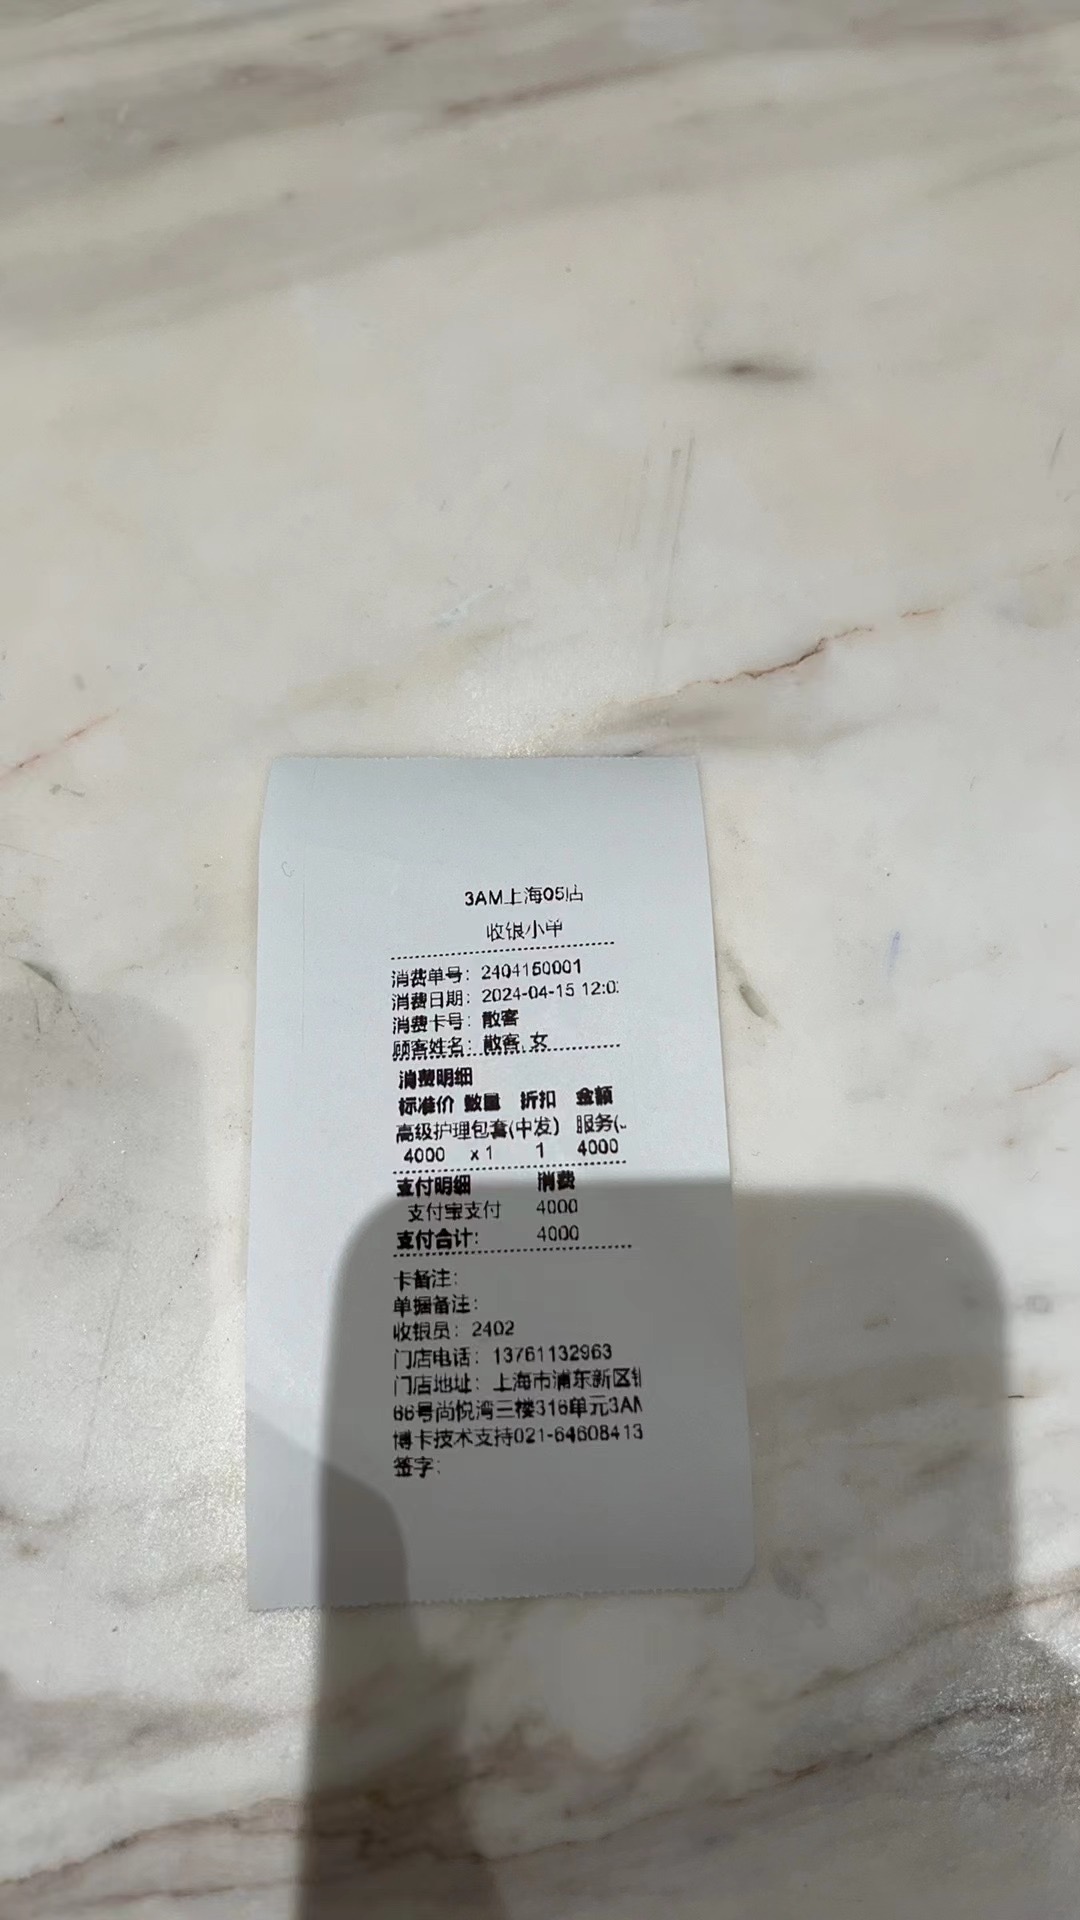 3AM上海05店
收银小单
消费单号：2404150001
消费日期：2024-04-15 12:0
消费卡号：散客
顾客姓名：散客,女
消费明细
标准价 数量 折扣 金额
高级护理包套(中发) 服务(
4000 x1 1 4000
支付明细 消费
支付宝支付 4000
支付合计： 4000
卡备注：
单据备注：
收银员：2402
门店电话：13761132963
门店地址：上海市浦东新区
66号尚悦湾三楼316单元3AM
博卡技术支持021-64608413
签字：